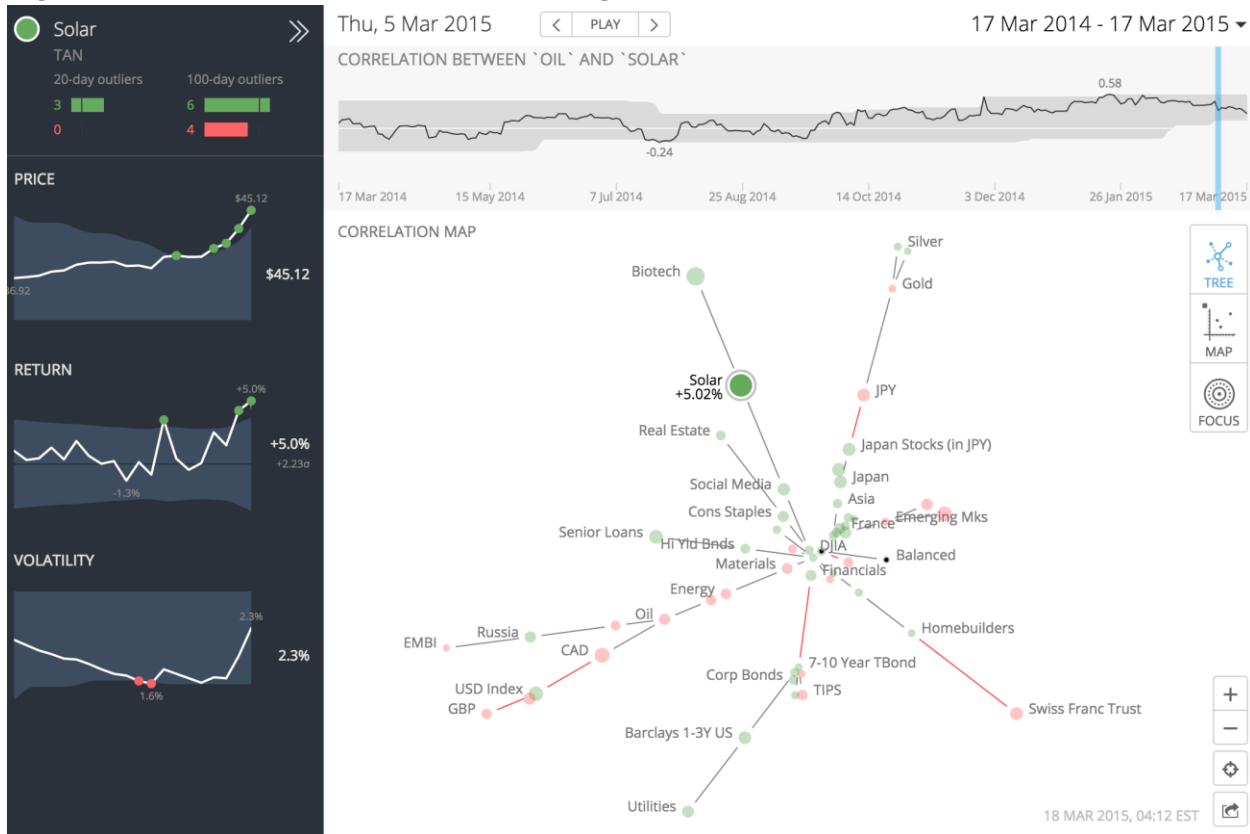 Solar
TAN
20-day outliers 100-day outliers
3 6
0 4
PRICE
$45.12
$45.12
36.92
RETURN
+5.0%
+5.0%
+2.23σ
-1.3%
VOLATILITY
2.3%
2.3%
1.6%
Thu, 5 Mar 2015 PLAY 17 Mar 2014 - 17 Mar 2015
CORRELATION BETWEEN `OIL` AND `SOLAR`
0.58
-0.24
17 Mar 2014 15 May 2014 7 Jul 2014 25 Aug 2014 14 Oct 2014 3 Dec 2014 26 Jan 2015 17 Mar 2015
CORRELATION MAP
Silver
Biotech
Gold
TREE
MAP
FOCUS
Solar
+5.02%
JPY
Real Estate
Japan Stocks (in JPY)
Social Media
Japan
Asia
Cons Staples
France
Emerging Mks
Senior Loans
Hi Yld Bnds
DJIA
Balanced
Materials
Financials
Energy
Oil
Russia
Homebuilders
EMBI
CAD
7-10 Year TBond
Corp Bonds
TIPS
USD Index
GBP
Swiss Franc Trust
Barclays 1-3Y US
Utilities
18 MAR 2015, 04:12 EST